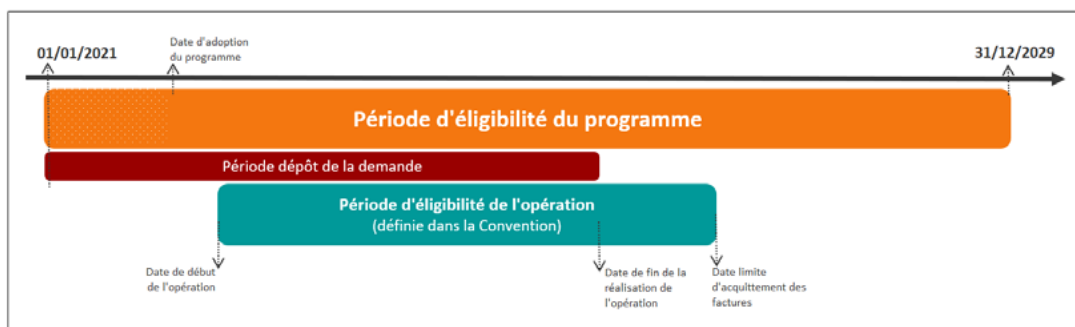 Date d'adoption
du programme
01/01/2021
31/12/2029
Période d'éligibilité du programme
Période dépôt de la demande
Période d'éligibilité de l'opération
(définie dans la Convention)
Date de début
de l'opération
Date de fin de la
réalisation de
l'opération
Date limite
d'acquittement des
factures